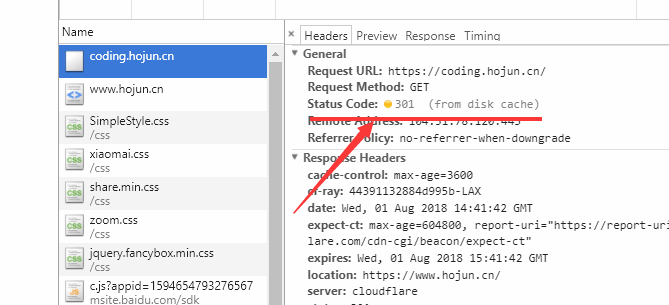 Name
coding.hojun.cn
www.hojun.cn
SimpleStyle.css
/css
xiaomai.css
/css
share.min.css
/css
zoom.css
/css
jquery.fancybox.min.css
/css
c.js?appid=1594654793276567
msite.baidu.com/sdk
× Headers Preview Response Timing
General
Request URL: https://coding.hojun.cn/
Request Method: GET
Status Code: 301 (from disk cache)
Remote Address: 104.31.78.120:443
Referrer Policy: no-referrer-when-downgrade
Response Headers
cache-control: max-age=3600
cf-ray: 44391132884d995b-LAX
date: Wed, 01 Aug 2018 14:41:42 GMT
expect-ct: max-age=604800, report-uri="https://report-uri
lare.com/cdn-cgi/beacon/expect-ct"
expires: Wed, 01 Aug 2018 15:41:42 GMT
location: https://www.hojun.cn/
server: cloudflare